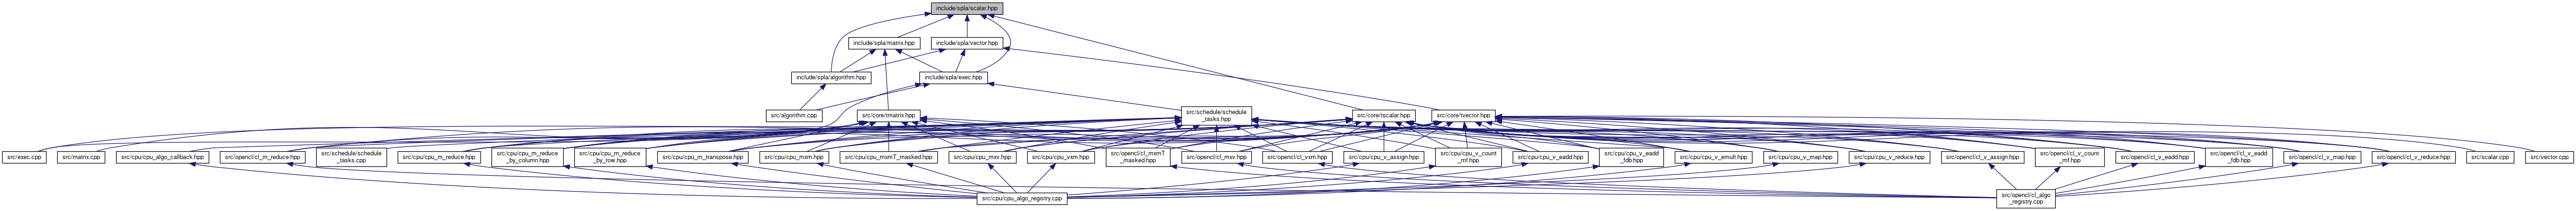 include/spla/scalar.hpp
include/spla/matrix.hpp
include/spla/vector.hpp
include/spla/algorithm.hpp
include/spla/exec.hpp
src/algorithm.cpp
src/core/tmatrix.hpp
src/schedule/schedule
_tasks.hpp
src/core/tscalar.hpp
src/core/tvector.hpp
src/exec.cpp
src/matrix.cpp
src/cpu/cpu_algo_callback.hpp
src/opencl/cl_m_reduce.hpp
src/schedule/schedule
_tasks.cpp
src/cpu/cpu_m_reduce.hpp
src/cpu/cpu_m_reduce
_by_column.hpp
src/cpu/cpu_m_reduce
_by_row.hpp
src/cpu/cpu_m_transpose.hpp
src/cpu/cpu_mxm.hpp
src/cpu/cpu_mxmT_masked.hpp
src/cpu/cpu_mxv.hpp
src/cpu/cpu_vxm.hpp
src/opencl/cl_mxmT
_masked.hpp
src/opencl/cl_mxv.hpp
src/opencl/cl_vxm.hpp
src/cpu/cpu_v_assign.hpp
src/cpu/cpu_v_count
_mf.hpp
src/cpu/cpu_v_eadd.hpp
src/cpu/cpu_v_eadd
_fdb.hpp
src/cpu/cpu_v_emult.hpp
src/cpu/cpu_v_map.hpp
src/cpu/cpu_v_reduce.hpp
src/opencl/cl_v_assign.hpp
src/opencl/cl_v_count
_mf.hpp
src/opencl/cl_v_eadd.hpp
src/opencl/cl_v_eadd
_fdb.hpp
src/opencl/cl_v_map.hpp
src/opencl/cl_v_reduce.hpp
src/scalar.cpp
src/vector.cpp
src/cpu/cpu_algo_registry.cpp
src/opencl/cl_algo
_registry.cpp